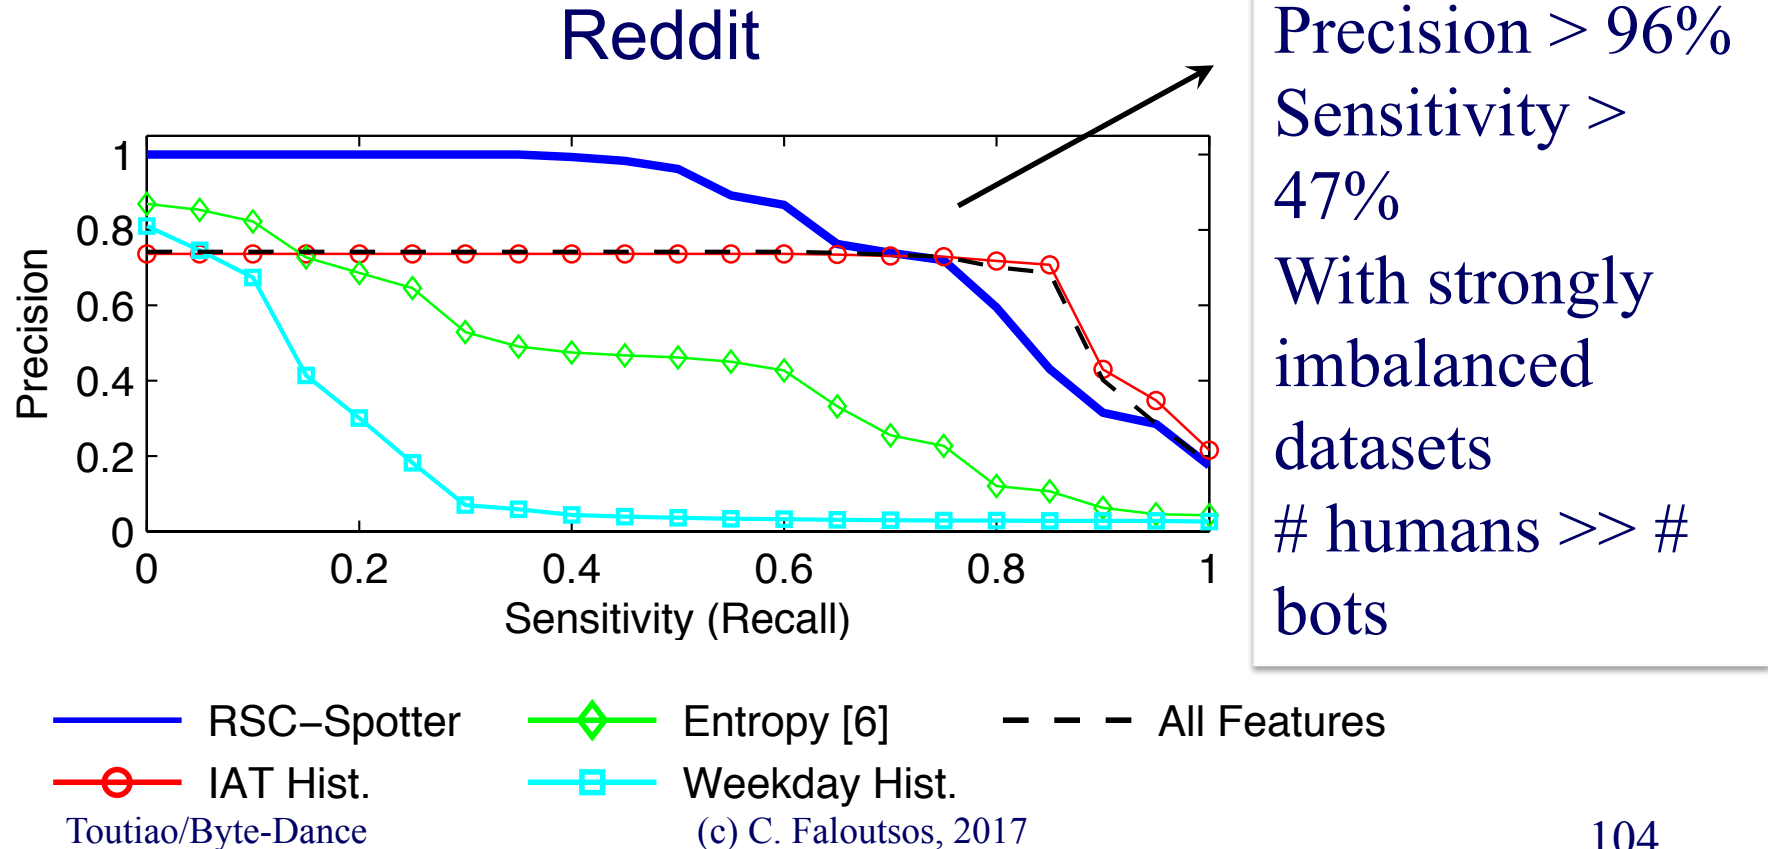 Reddit
Precision > 96%
Sensitivity >
47%
With strongly
imbalanced
datasets
# humans >> #
bots
Precision
1
0.8
0.6
0.4
0.2
0
0 0.2 0.4 0.6 0.8 1
Sensitivity (Recall)
RSC−Spotter Entropy [6] All Features
IAT Hist. Weekday Hist.
Toutiao/Byte-Dance (c) C. Faloutsos, 2017 104